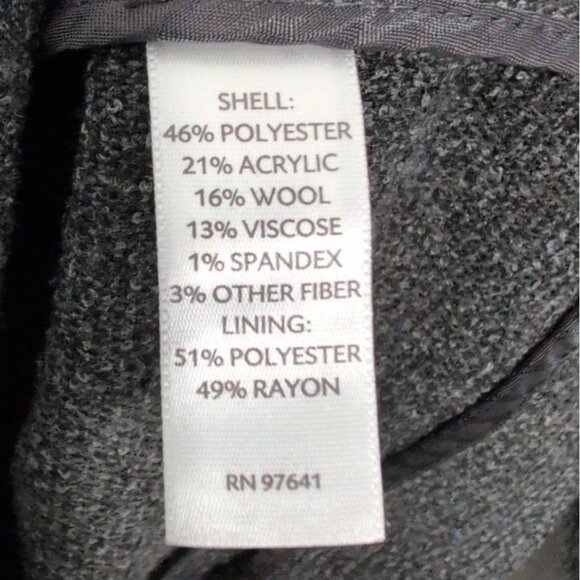 SHELL:
46% POLYESTER
21% ACRYLIC
16% WOOL
13% VISCOSE
1% SPANDEX
3% OTHER FIBER
LINING:
51% POLYESTER
49% RAYON
RN 97641